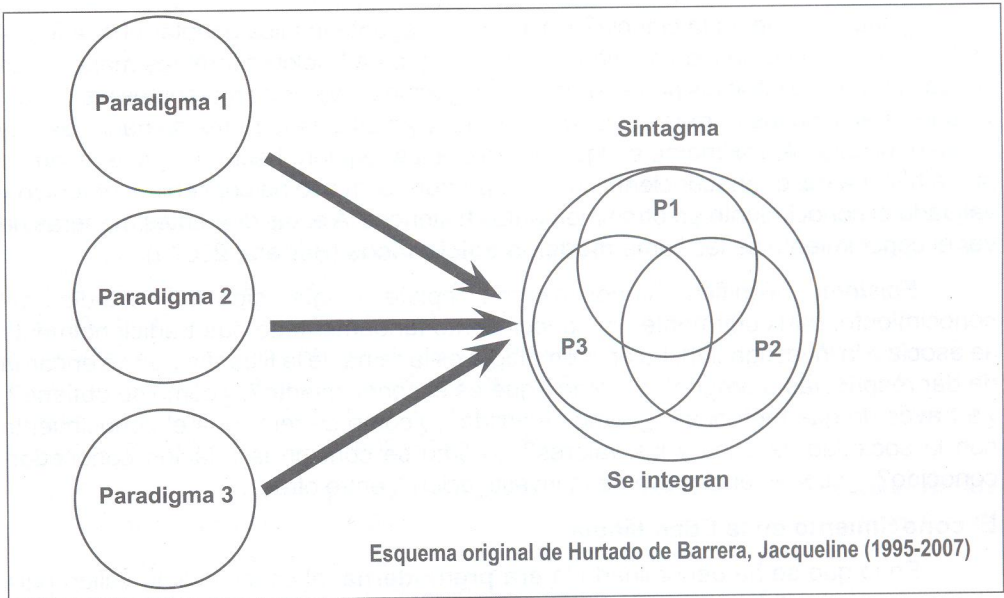 Paradigma 1
Paradigma 2
Paradigma 3
Sintagma
P1
P3
P2
Se integran
Esquema original de Hurtado de Barrera, Jacqueline (1995-2007)